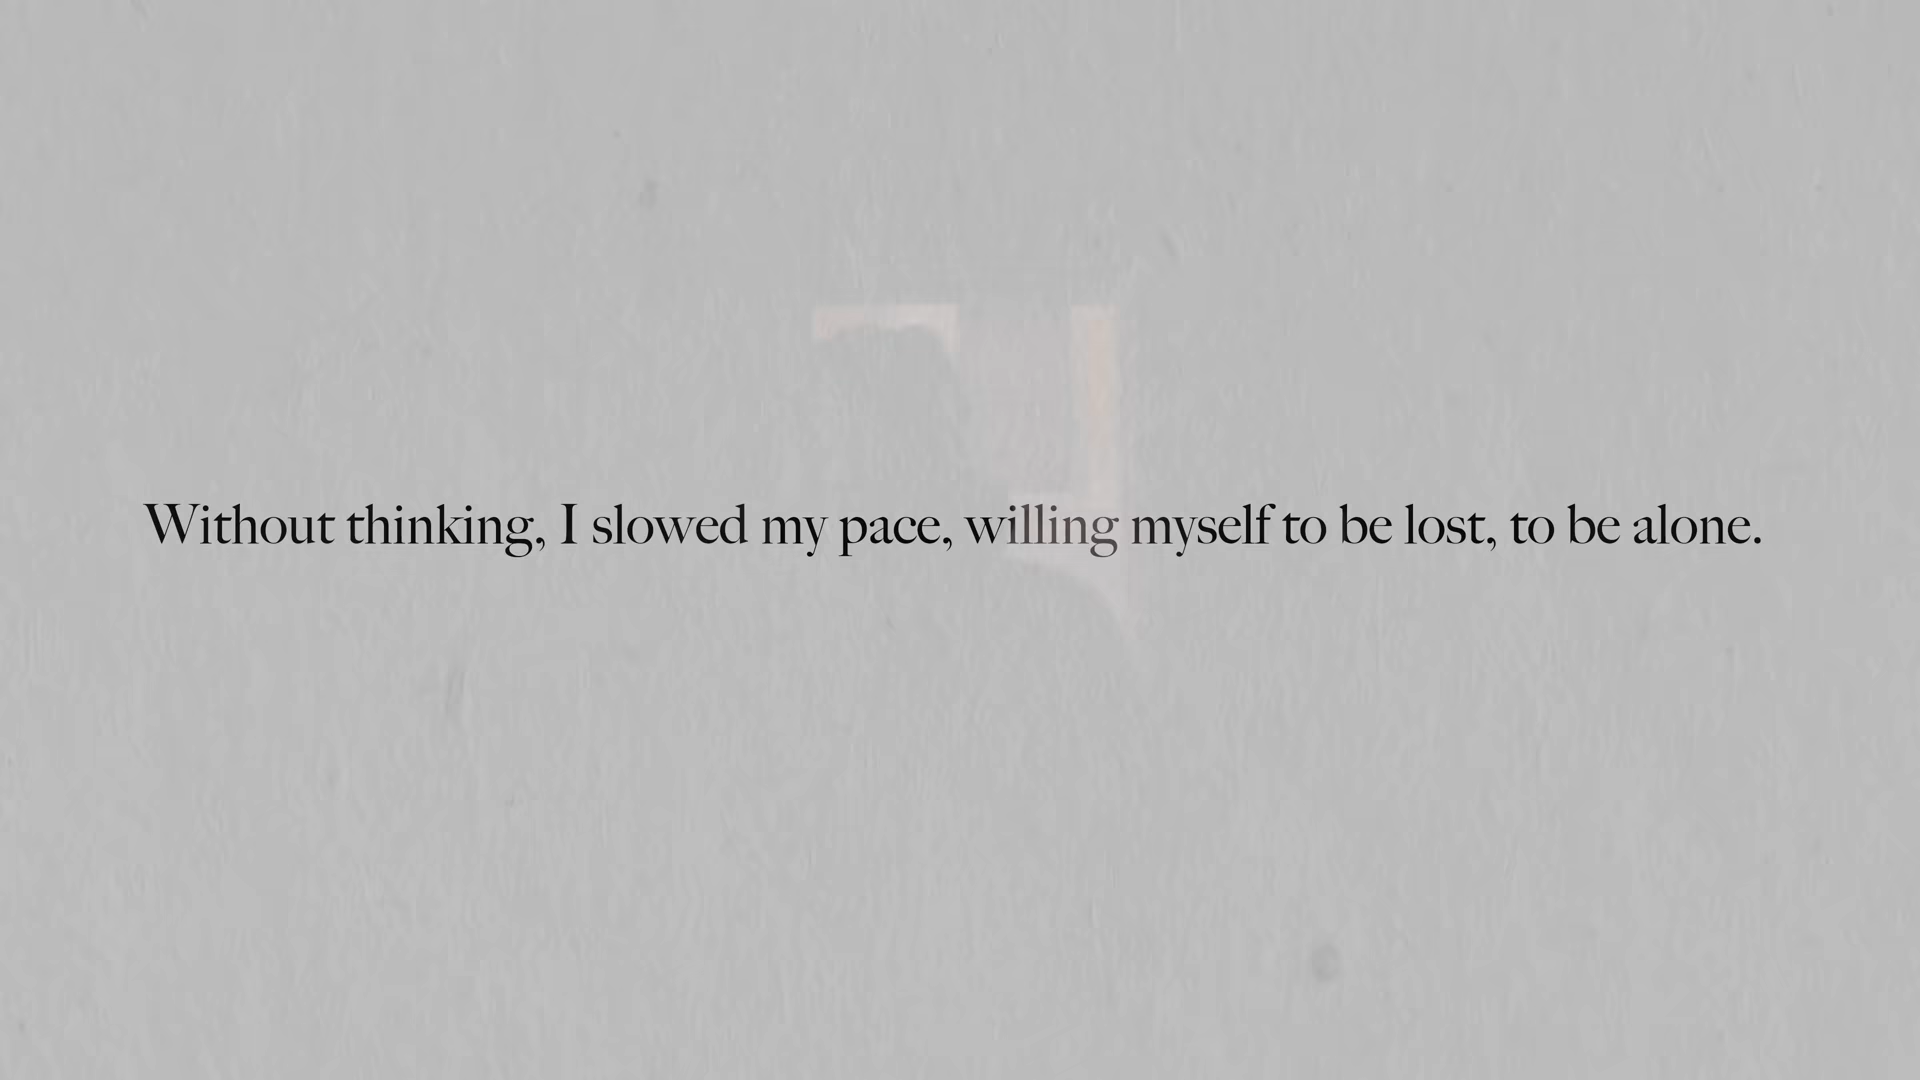 Without thinking, I slowed my pace, willing myself to be lost, to be alone.